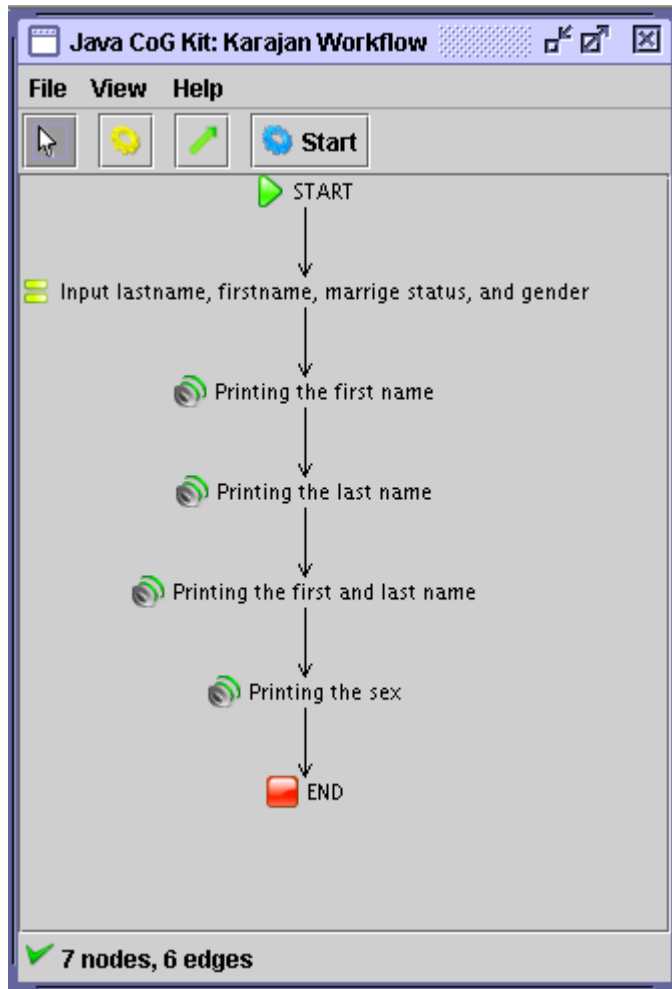 Java CoG Kit: Karajan Workflow
File View Help
Start
START
Input lastname, firstname, marrige status, and gender
Printing the first name
Printing the last name
Printing the first and last name
Printing the sex
END
7 nodes, 6 edges